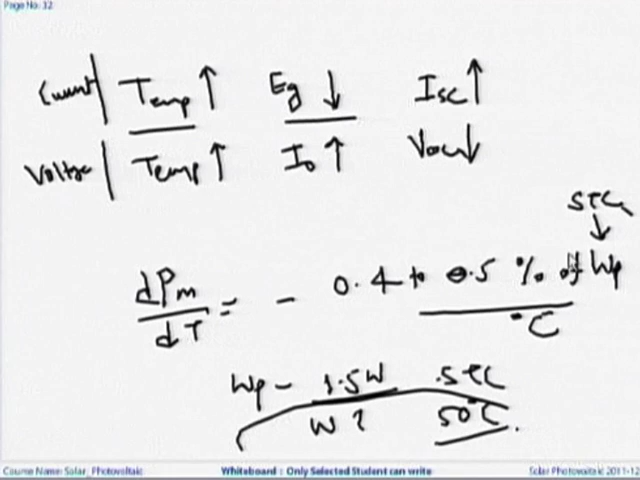 Page No: 32
Current | Temp ↑ Eg ↓ Isc ↑
Voltage | Temp ↑ Io ↑ Voc ↓
STC
↓
dPm/dT = - 0.4 to 0.5 % of Wp / °C
Wp - 1.5W STC
W ? 50°C.
Course Name: Solar_Photovoltaic Whiteboard : Only Selected Student can write Solar Photovoltaic 2011-12